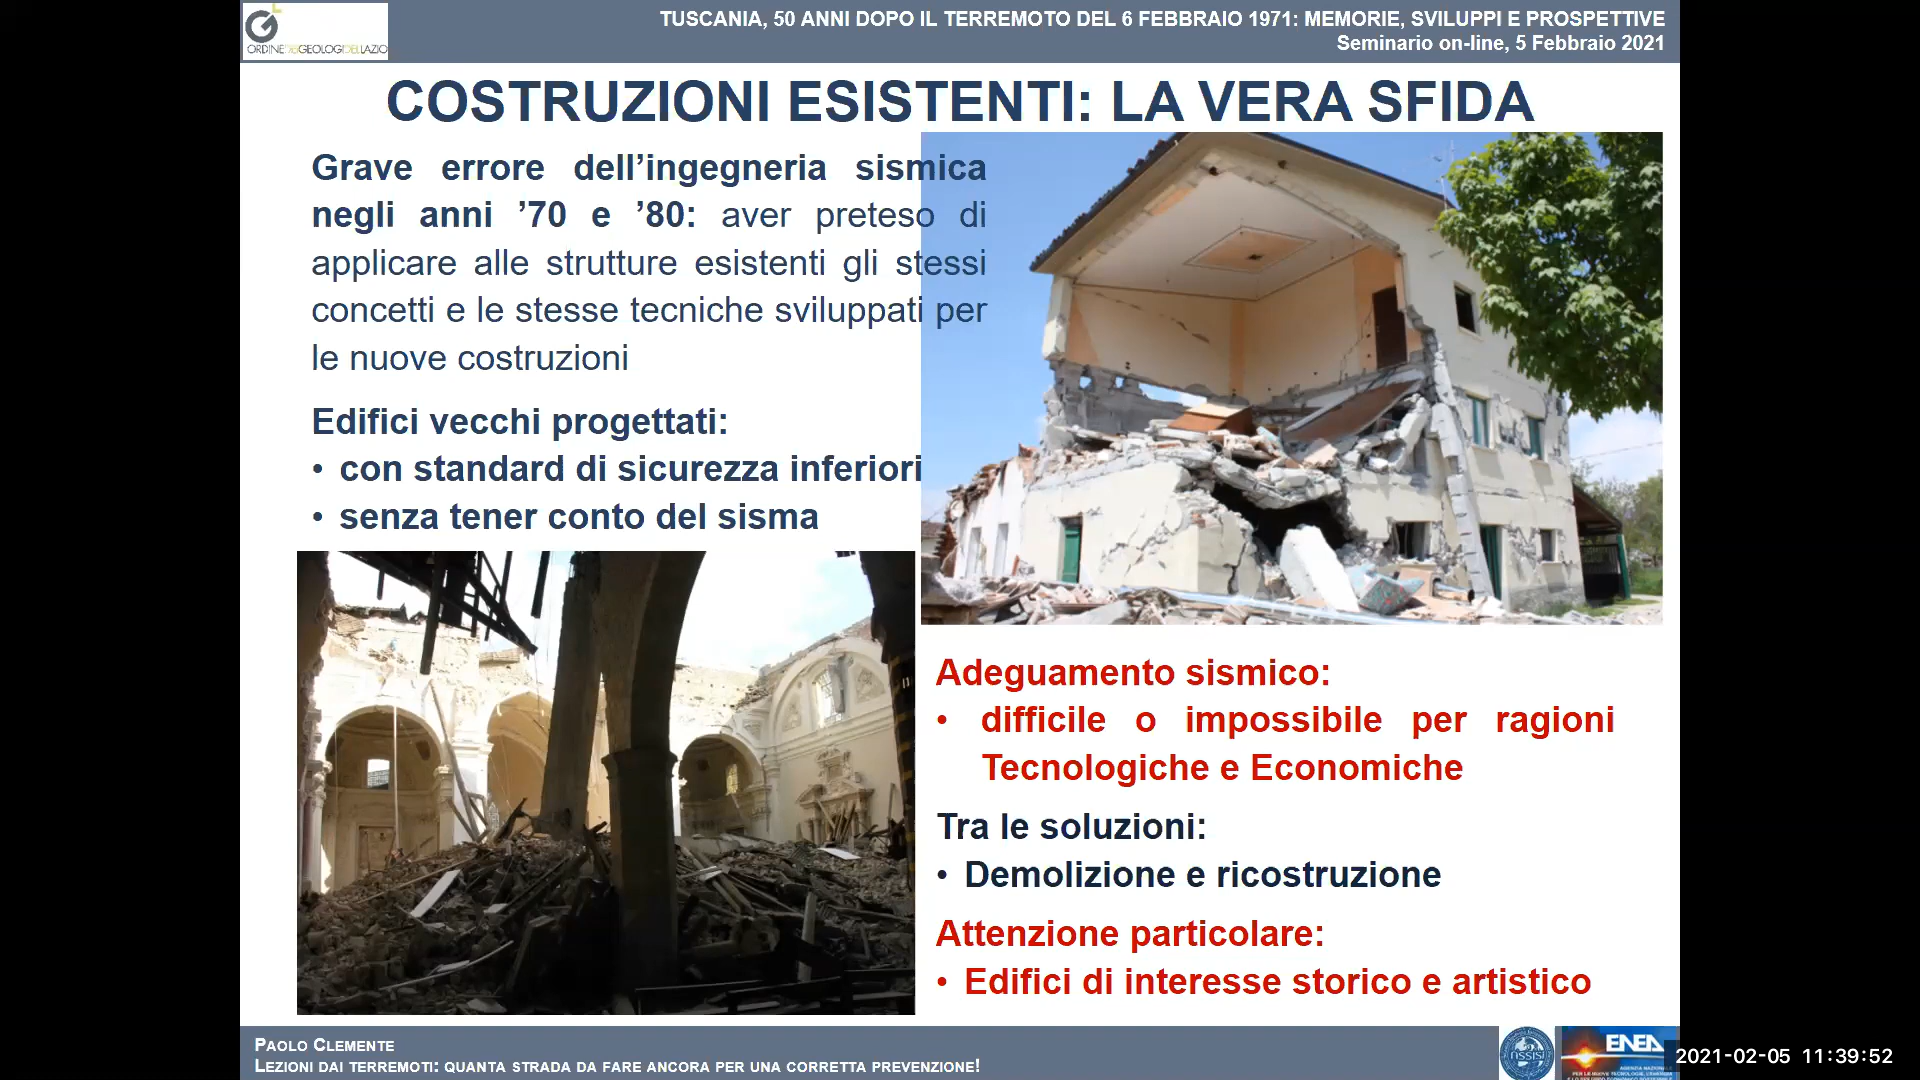 ORDINE DEI GEOLOGI DEL LAZIO
TUSCANIA, 50 ANNI DOPO IL TERREMOTO DEL 6 FEBBRAIO 1971: MEMORIE, SVILUPPI E PROSPETTIVE
Seminario on-line, 5 Febbraio 2021
COSTRUZIONI ESISTENTI: LA VERA SFIDA
Grave errore dell'ingegneria sismica
negli anni '70 e '80: aver preteso di
applicare alle strutture esistenti gli stessi
concetti e le stesse tecniche sviluppati per
le nuove costruzioni
Edifici vecchi progettati:
• con standard di sicurezza inferiori
• senza tener conto del sisma
Adeguamento sismico:
• difficile o impossibile per ragioni
Tecnologiche e Economiche
Tra le soluzioni:
• Demolizione e ricostruzione
Attenzione particolare:
• Edifici di interesse storico e artistico
PAOLO CLEMENTE
LEZIONI DAI TERREMOTI: QUANTA STRADA DA FARE ANCORA PER UNA CORRETTA PREVENZIONE!
ENEA
2021-02-05 11:39:52